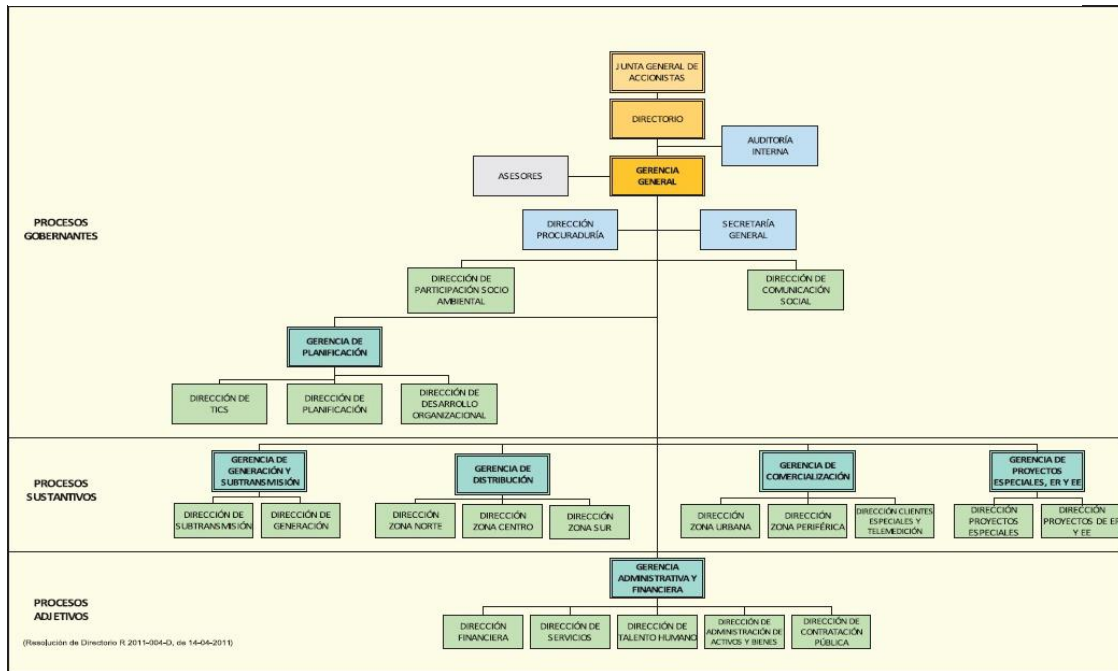 JUNTA GENERAL DE
ACCIONISTAS
DIRECTORIO
AUDITORÍA
INTERNA
ASESORES
GERENCIA
GENERAL
PROCESOS
GOBERNANTES
DIRECCIÓN
PROCURADURÍA
SECRETARÍA
GENERAL
DIRECCIÓN DE
PARTICIPACIÓN SOCIO
AMBIENTAL
DIRECCIÓN DE
COMUNICACIÓN
SOCIAL
GERENCIA DE
PLANIFICACIÓN
DIRECCIÓN DE
TICS
DIRECCIÓN DE
PLANIFICACIÓN
DIRECCIÓN DE
DESARROLLO
ORGANIZACIONAL
PROCESOS
SUSTANTIVOS
GERENCIA DE
GENERACIÓN Y
SUBTRANSMISIÓN
GERENCIA DE
DISTRIBUCIÓN
GERENCIA DE
COMERCIALIZACIÓN
GERENCIA DE
PROYECTOS
ESPECIALES, ER Y EE
DIRECCIÓN DE
SUBTRANSMISIÓN
DIRECCIÓN DE
GENERACIÓN
DIRECCIÓN
ZONA NORTE
DIRECCIÓN
ZONA CENTRO
DIRECCIÓN
ZONA SUR
DIRECCIÓN
ZONA URBANA
DIRECCIÓN
ZONA PERIFÉRICA
DIRECCIÓN CLIENTES
ESPECIALES Y
TELEMEDICIÓN
DIRECCIÓN
PROYECTOS
ESPECIALES
DIRECCIÓN
PROYECTOS DE ER
Y EE
PROCESOS
ADJETIVOS
GERENCIA
ADMINISTRATIVA Y
FINANCIERA
DIRECCIÓN
FINANCIERA
DIRECCIÓN DE
SERVICIOS
DIRECCIÓN DE
TALENTO HUMANO
DIRECCIÓN DE
ADMINISTRACIÓN DE
ACTIVOS Y BIENES
DIRECCIÓN DE
CONTRATACIÓN
PÚBLICA
(Resolución de Directorio R 2011-004-D, de 14-04-2011)